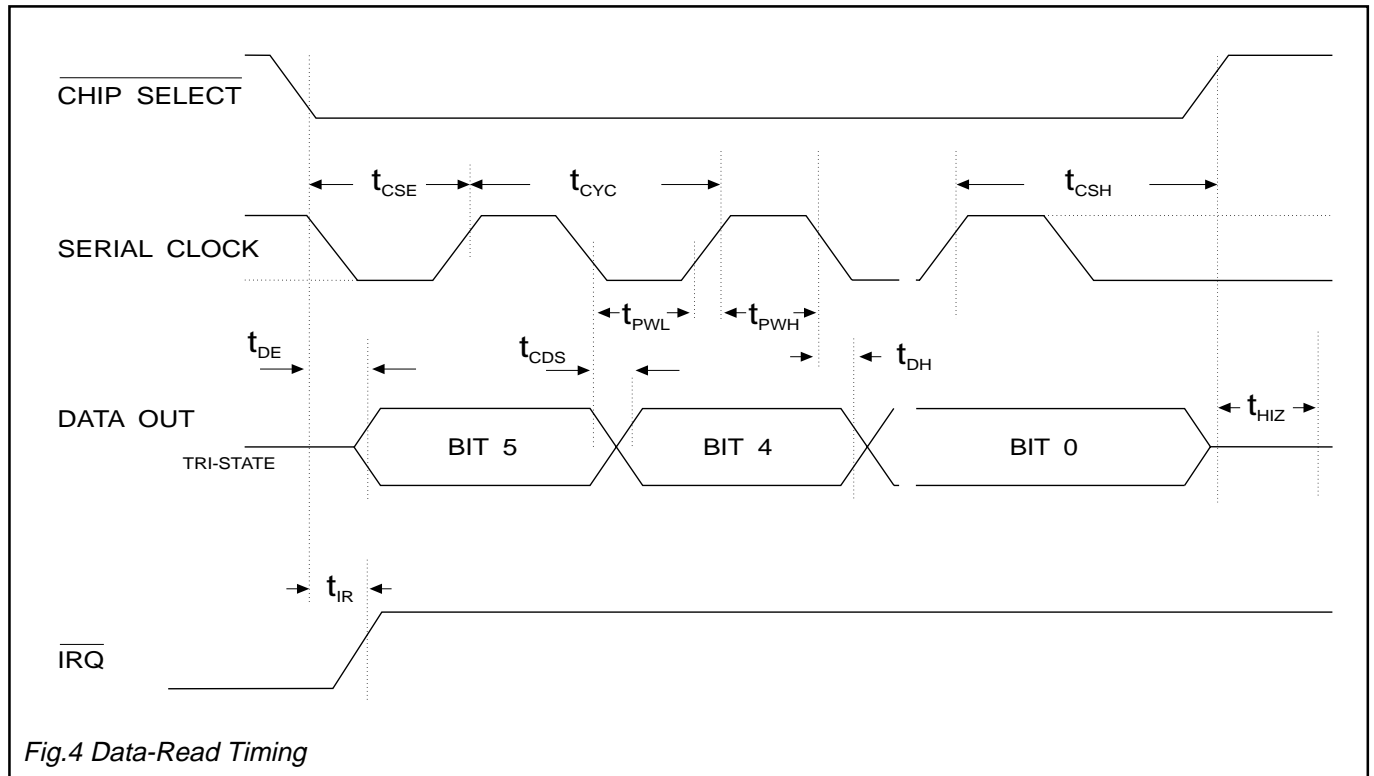 CHIP SELECT
tCSE
tCYC
tCSH
SERIAL CLOCK
tPWL
tPWH
tDE
tCDS
tDH
DATA OUT
BIT 5
BIT 4
BIT 0
tHIZ
TRI-STATE
tIR
IRQ
Fig.4 Data-Read Timing